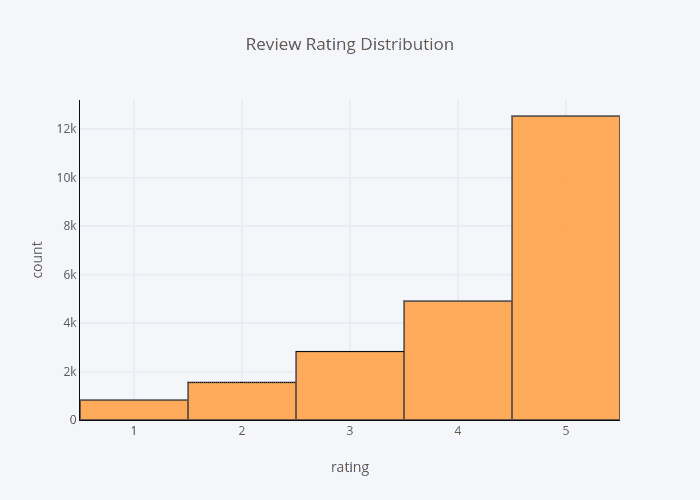 Review Rating Distribution
12k
10k
8k
6k
4k
2k
0
count
1 2 3 4 5
rating